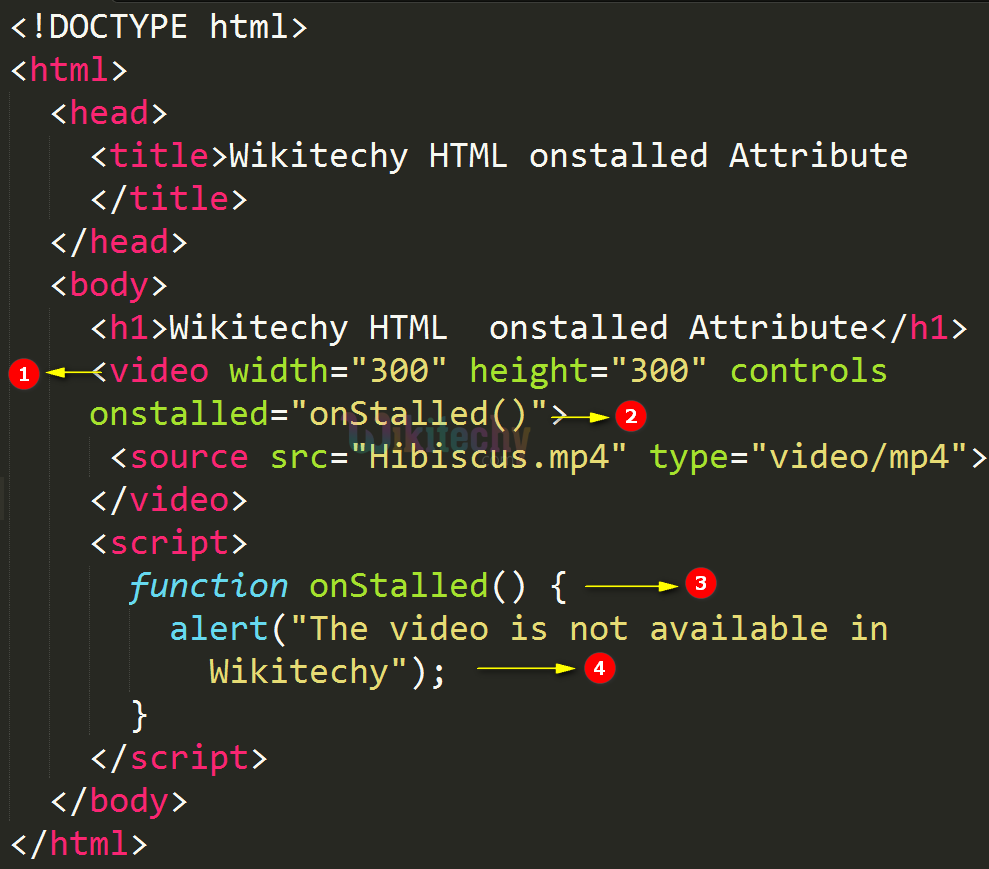 <!DOCTYPE html>
<html>
<head>
<title>Wikitechy HTML onstalled Attribute
</title>
</head>
<body>
<h1>Wikitechy HTML  onstalled Attribute</h1>
1 <video width="300" height="300" controls
onstalled="onStalled()"> 2
Wikitechy
.com
<source src="Hibiscus.mp4" type="video/mp4">
</video>
<script>
function onStalled() { 3
alert("The video is not available in
Wikitechy"); 4
}
</script>
</body>
</html>